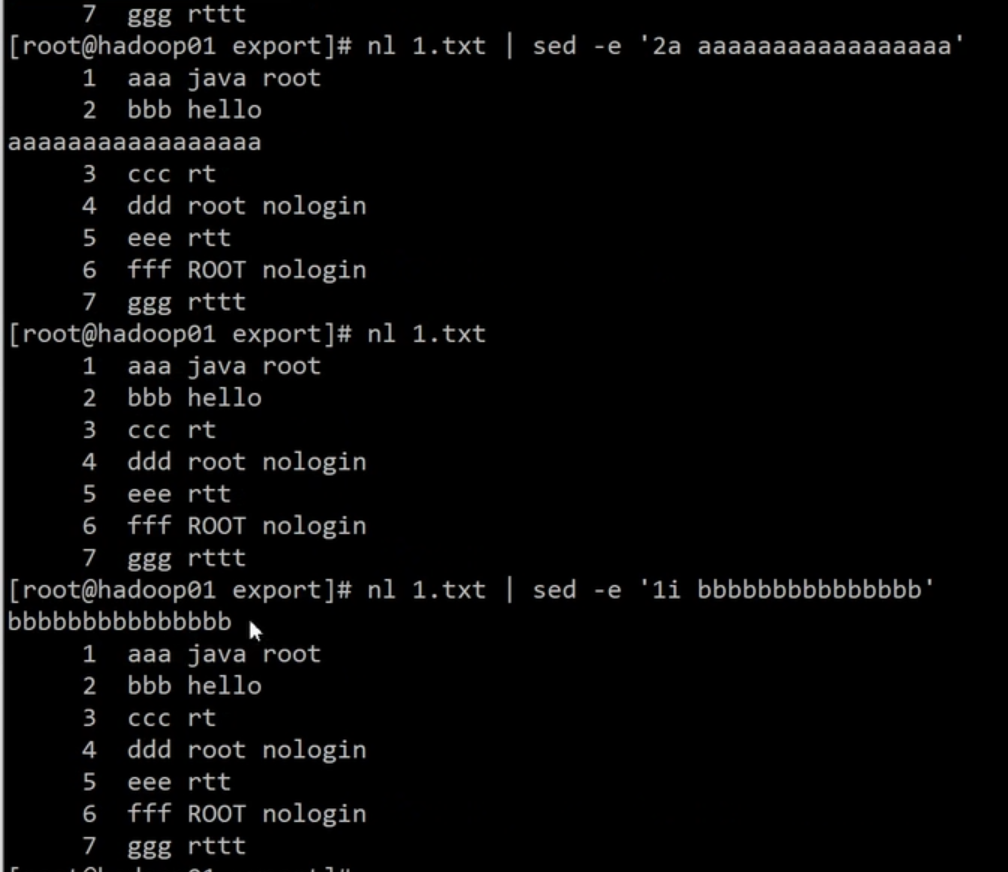 7 ggg rttt
[root@hadoop01 export]# nl 1.txt | sed -e '2a aaaaaaaaaaaaaaaaa'
1 aaa java root
2 bbb hello
aaaaaaaaaaaaaaaaa
3 ccc rt
4 ddd root nologin
5 eee rtt
6 fff ROOT nologin
7 ggg rttt
[root@hadoop01 export]# nl 1.txt
1 aaa java root
2 bbb hello
3 ccc rt
4 ddd root nologin
5 eee rtt
6 fff ROOT nologin
7 ggg rttt
[root@hadoop01 export]# nl 1.txt | sed -e '1i bbbbbbbbbbbbbbb'
bbbbbbbbbbbbbbb
1 aaa java root
2 bbb hello
3 ccc rt
4 ddd root nologin
5 eee rtt
6 fff ROOT nologin
7 ggg rttt